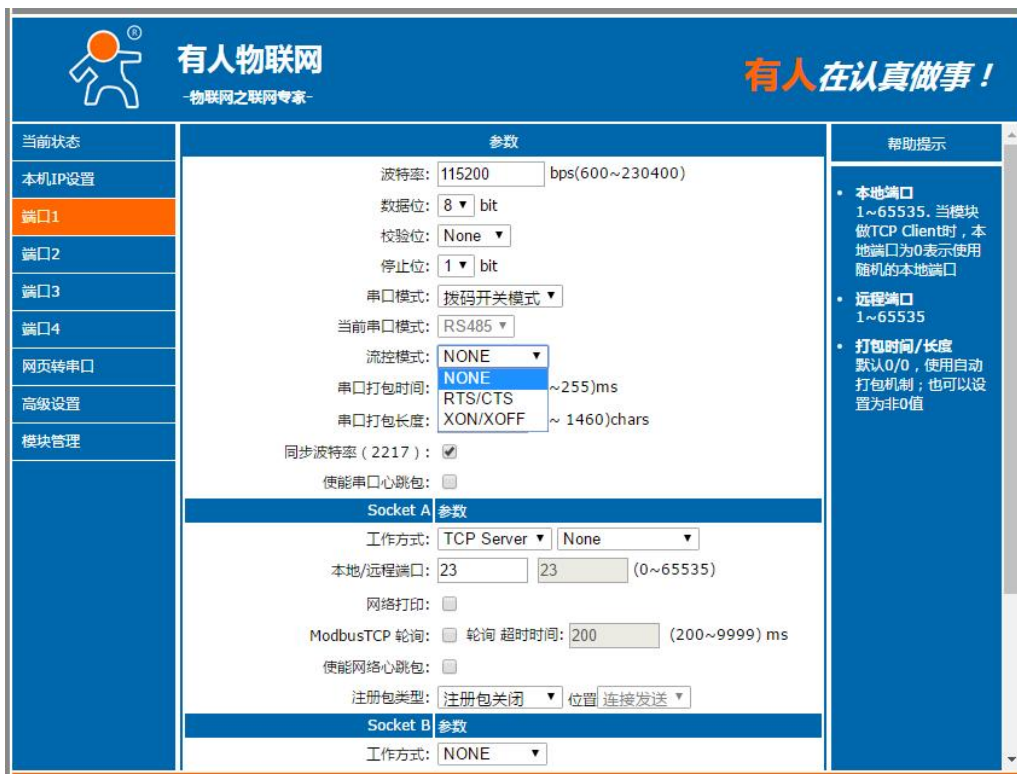 ®
有人物联网
-物联网之联网专家-
有人在认真做事！
当前状态
本机IP设置
端口1
端口2
端口3
端口4
网页转串口
高级设置
模块管理
参数
波特率: 115200 bps(600~230400)
数据位: 8 bit
校验位: None
停止位: 1 bit
串口模式: 拨码开关模式
当前串口模式: RS485
流控模式: NONE
NONE
RTS/CTS
XON/XOFF
串口打包时间: ~255)ms
串口打包长度: ~ 1460)chars
同步波特率 ( 2217 ) :
使能串口心跳包:
Socket A 参数
工作方式: TCP Server None
本地/远程端口: 23 23 (0~65535)
网络打印:
ModbusTCP 轮询: 轮询 超时时间: 200 (200~9999) ms
使能网络心跳包:
注册包类型: 注册包关闭 位置 连接发送
Socket B 参数
工作方式: NONE
帮助提示
• 本地端口
1~65535. 当模块
做TCP Client时，本
地端口为0表示使用
随机的本地端口
• 远程端口
1~65535
• 打包时间/长度
默认0/0，使用自动
打包机制；也可以设
置为非0值